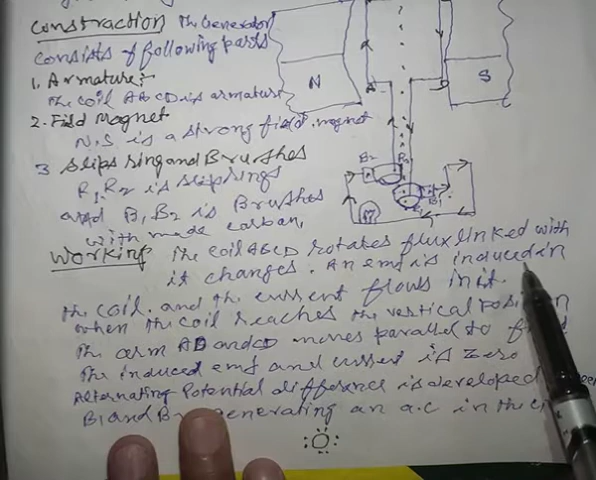 Constraction The Generator
Consists of following parts
1. Armature:-
The coil ABCD is armature
2. Field Magnet
N.S is a strong field magnet
3 Slips ring and Brushes
R1, R2 is slip rings
and B1 B2 is Brushes
with made carban,
N
S
B2
R1
B1
Working The coil ABCD rotates flux linked with
it changes. An emf is induced in
the coil. and the current flows in it.
when the coil reaches the vertical position
The arm AB and CD moves parallel to
The induced emf and current is zero
Alternating Potential difference is developed
B1 and B2 generating an a.c in the